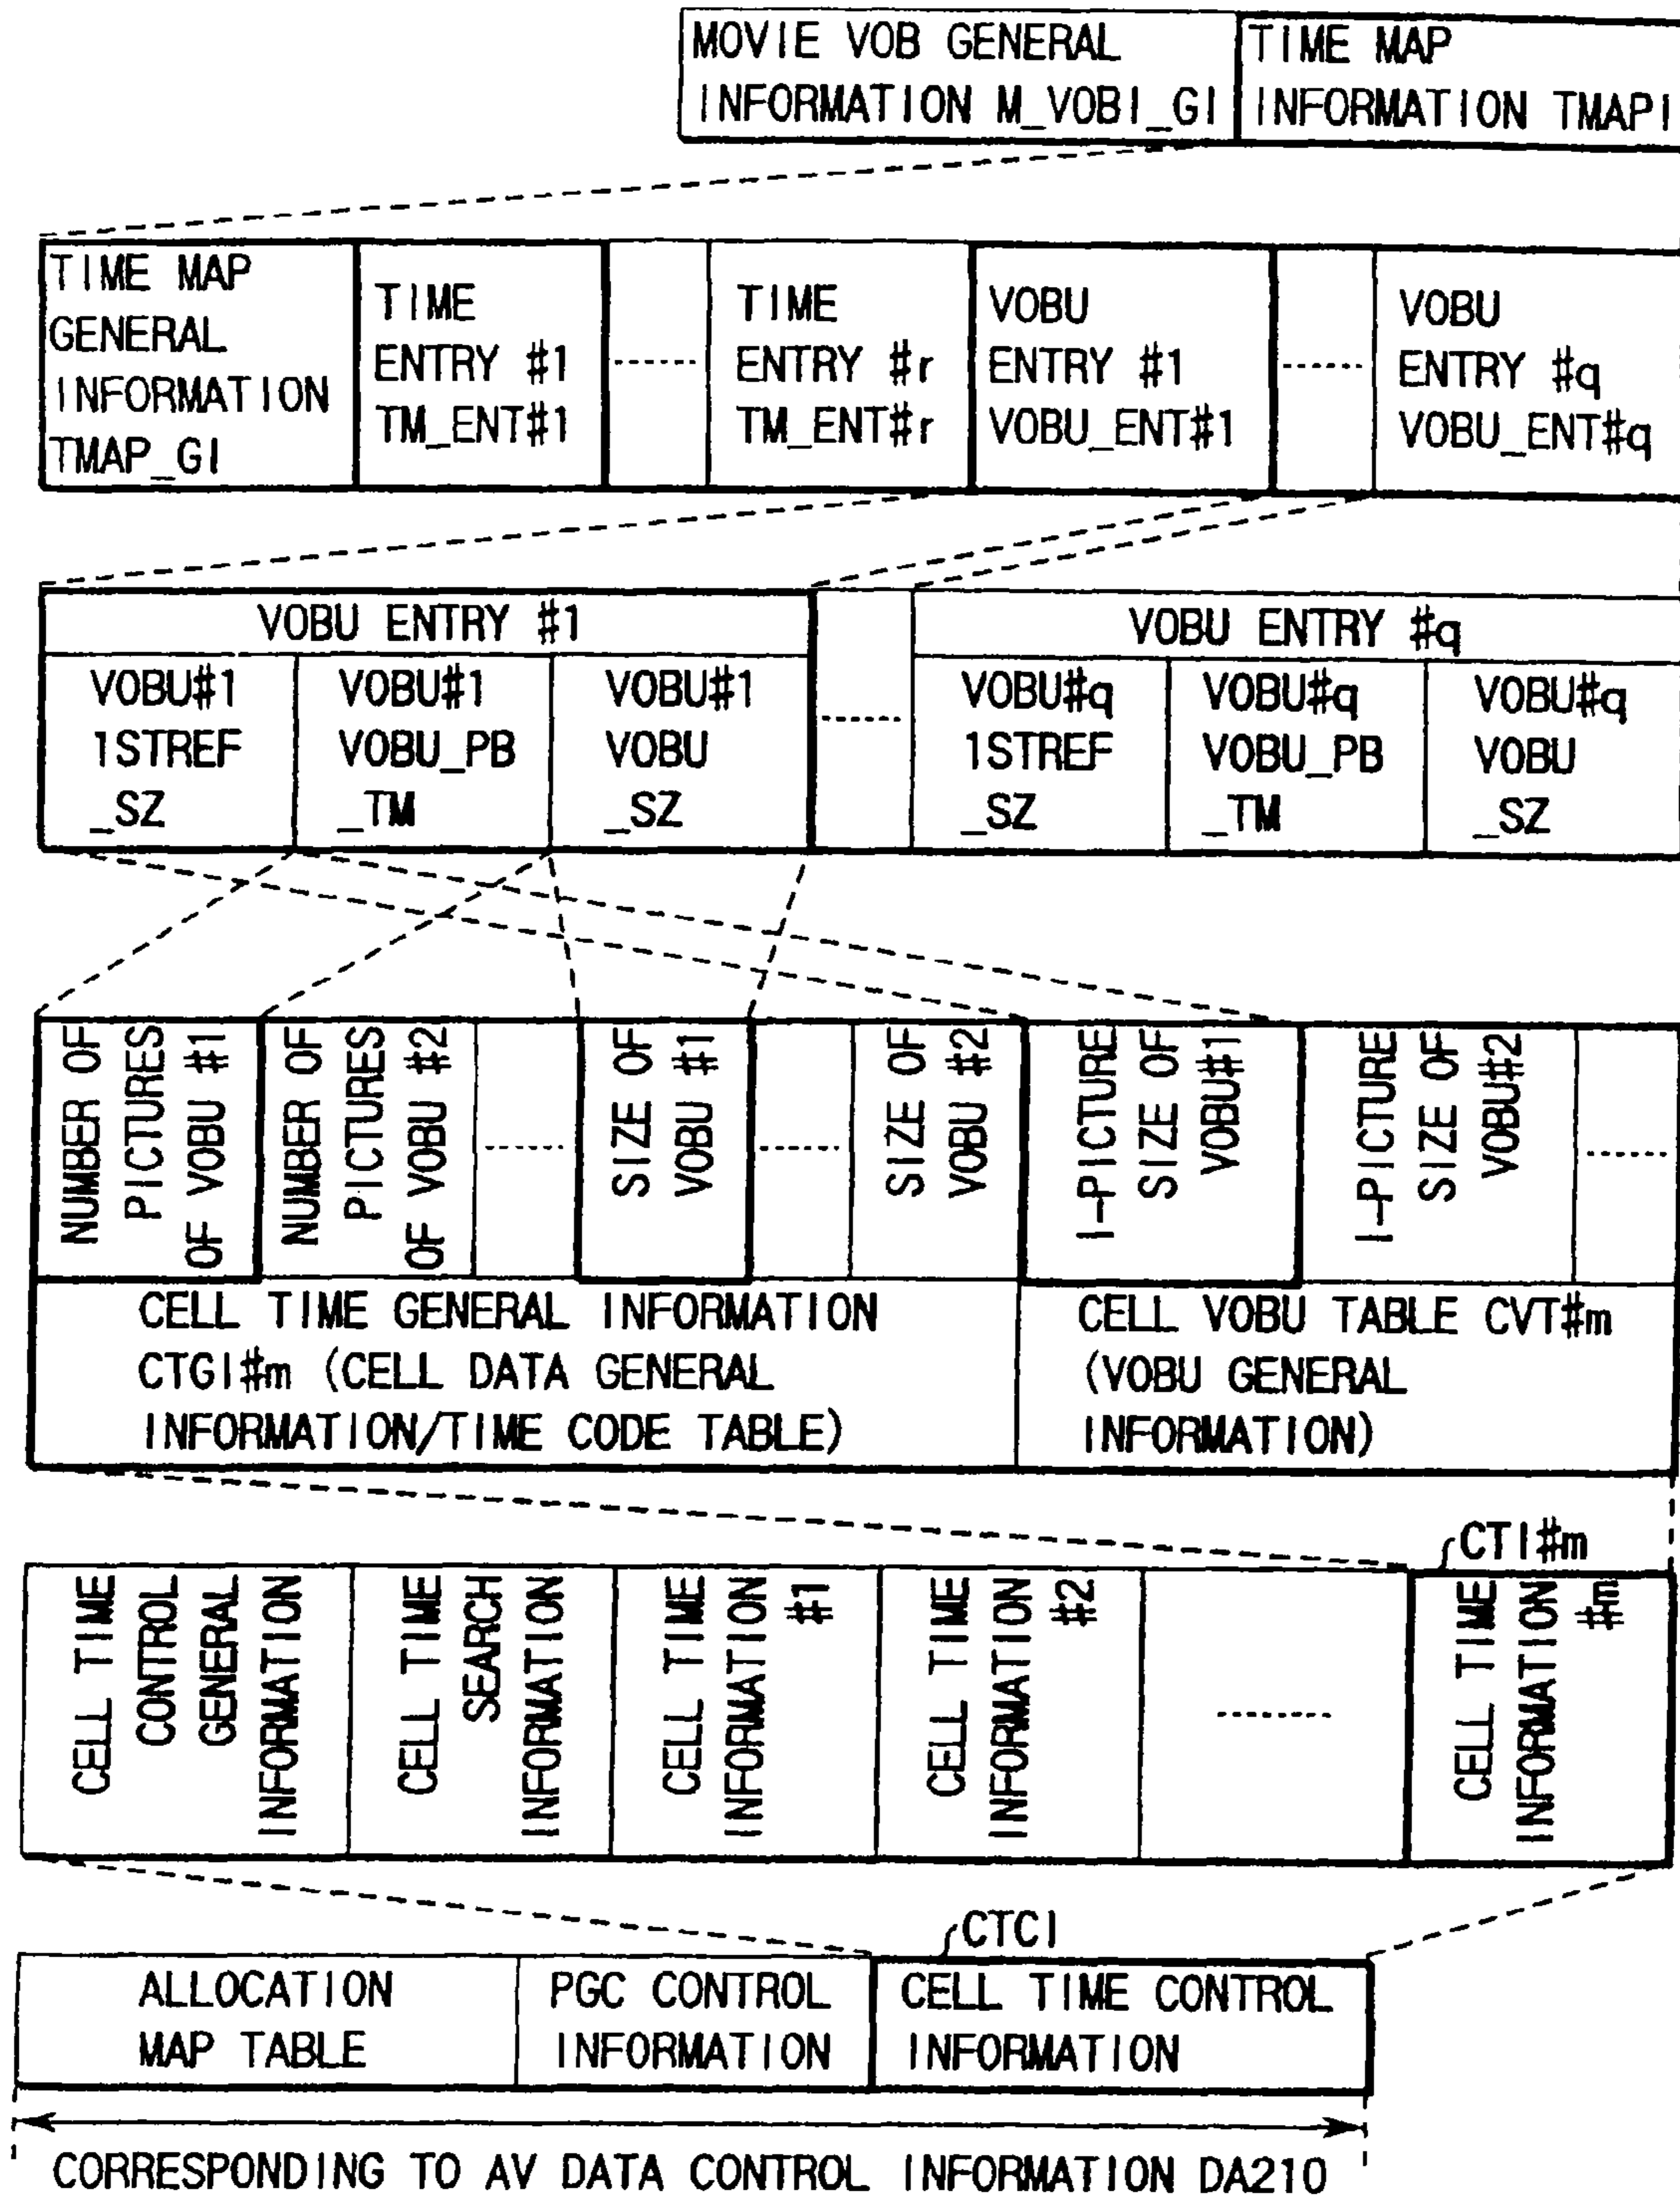 MOVIE VOB GENERAL
INFORMATION M_VOBI_GI
TIME MAP
INFORMATION TMAPI
TIME MAP
GENERAL
INFORMATION
TMAP_GI
TIME
ENTRY #1
TM_ENT#1
TIME
ENTRY #r
TM_ENT#r
VOBU
ENTRY #1
VOBU_ENT#1
VOBU
ENTRY #q
VOBU_ENT#q
VOBU ENTRY #1
VOBU#1
1STREF
_SZ
VOBU#1
VOBU_PB
_TM
VOBU#1
VOBU
_SZ
VOBU ENTRY #q
VOBU#q
1STREF
_SZ
VOBU#q
VOBU_PB
_TM
VOBU#q
VOBU
_SZ
NUMBER OF
PICTURES
OF VOBU #1
NUMBER OF
PICTURES
OF VOBU #2
SIZE OF
VOBU #1
SIZE OF
VOBU #2
I-PICTURE
SIZE OF
VOBU#1
I-PICTURE
SIZE OF
VOBU#2
CELL TIME GENERAL INFORMATION
CTGI#m (CELL DATA GENERAL
INFORMATION/TIME CODE TABLE)
CELL VOBU TABLE CVT#m
(VOBU GENERAL
INFORMATION)
CTI#m
CELL TIME
CONTROL
GENERAL
INFORMATION
CELL TIME
SEARCH
INFORMATION
CELL TIME
INFORMATION
#1
CELL TIME
INFORMATION
#2
CELL TIME
INFORMATION
#m
CTCI
ALLOCATION
MAP TABLE
PGC CONTROL
INFORMATION
CELL TIME CONTROL
INFORMATION
CORRESPONDING TO AV DATA CONTROL INFORMATION DA210